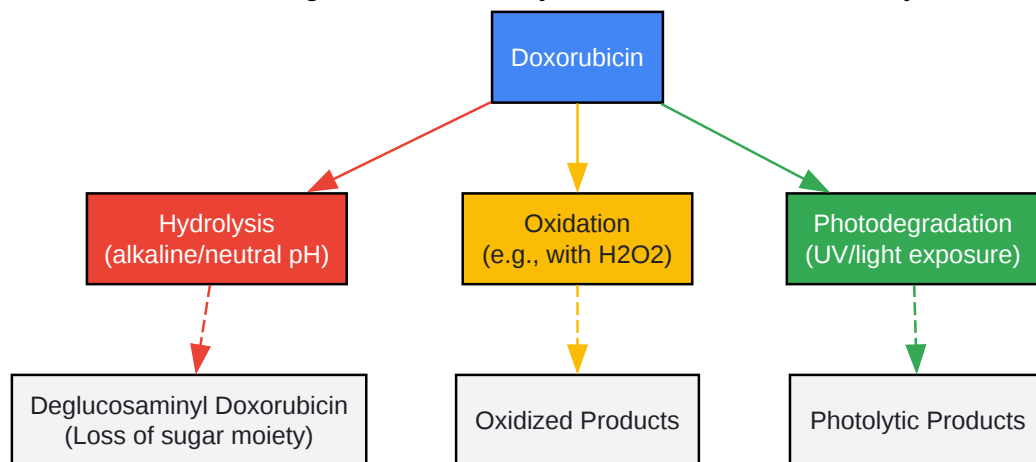 Doxorubicin
Hydrolysis
(alkaline/neutral pH)
Oxidation
(e.g., with H2O2)
Photodegradation
(UV/light exposure)
Deglucosaminyl Doxorubicin
(Loss of sugar moiety)
Oxidized Products
Photolytic Products